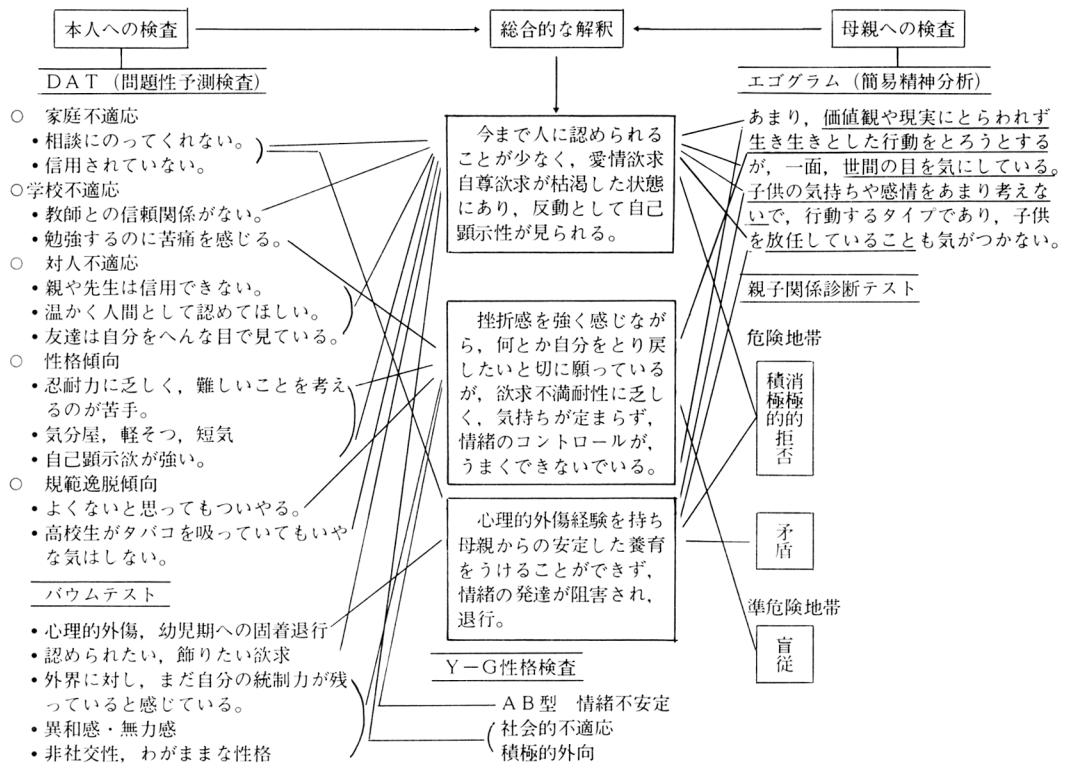 本人への検査
総合的な解釈
母親への検査
DAT（問題性予測検査）
○ 家庭不適応
・相談にのってくれない。
・信用されていない。
○学校不適応
・教師との信頼関係がない。
・勉強するのに苦痛を感じる。
○ 対人不適応
・親や先生は信用できない。
・温かく人間として認めてほしい。
・友達は自分をへんな目で見ている。
○ 性格傾向
・忍耐力に乏しく，難しいことを考え
るのが苦手。
・気分屋，軽そつ，短気
・自己顕示欲が強い。
○ 規範逸脱傾向
・よくないと思ってもついやる。
・高校生がタバコを吸っていてもいや
な気はしない。
バウムテスト
・心理的外傷，幼児期への固着退行
・認められたい，飾りたい欲求
・外界に対し，まだ自分の統制力が残
っていると感じている。
・異和感・無力感
・非社交性，わがままな性格
今まで人に認められる
ことが少なく，愛情欲求
自尊欲求が枯渇した状態
にあり，反動として自己
顕示性が見られる。
挫折感を強く感じなが
ら，何とか自分をとり戻
したいと切に願っている
が，欲求不満耐性に乏し
く，気持ちが定まらず，
情緒のコントロールが，
うまくできないでいる。
心理的外傷経験を持ち
母親からの安定した養育
をうけることができず，
情緒の発達が阻害され，
退行。
Y－G性格検査
AB型 情緒不安定
社会的不適応
積極的外向
エゴグラム（簡易精神分析）
あまり，価値観や現実にとらわれず
生き生きとした行動をとろうとする
が，一面，世間の目を気にしている。
子供の気持ちや感情をあまり考えな
いで，行動するタイプであり，子供
を放任していることも気がつかない。
親子関係診断テスト
危険地帯
消極的
積極的
拒否
矛盾
準危険地帯
盲従